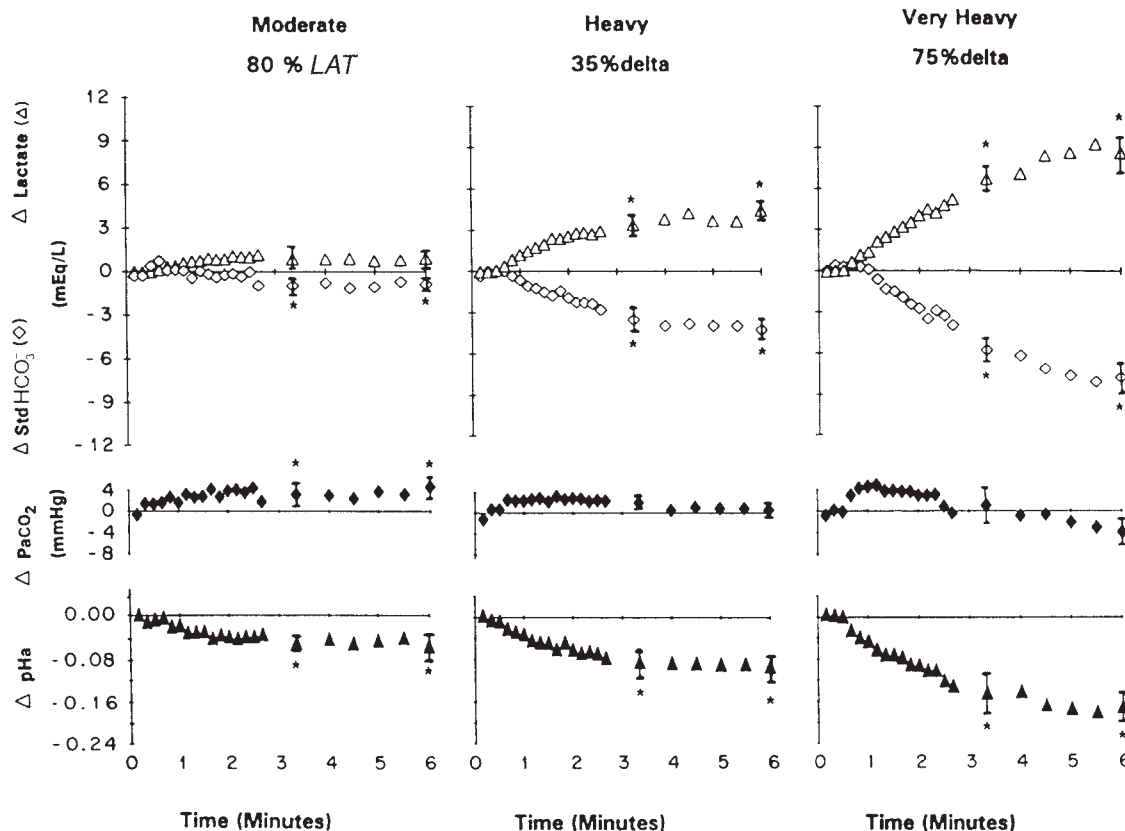 Moderate
80 % LAT
Heavy
35%delta
Very Heavy
75%delta
Δ Lactate (Δ)
(mEq/L)
Δ Std HCO₃⁻ (◇)
12
9
6
3
0
-3
-6
-9
-12
Δ PaCO₂
(mmHg)
4
0
-4
-8
Δ pHa
0.00
-0.08
-0.16
-0.24
0 1 2 3 4 5 6
0 1 2 3 4 5 6
0 1 2 3 4 5 6
Time (Minutes)
Time (Minutes)
Time (Minutes)